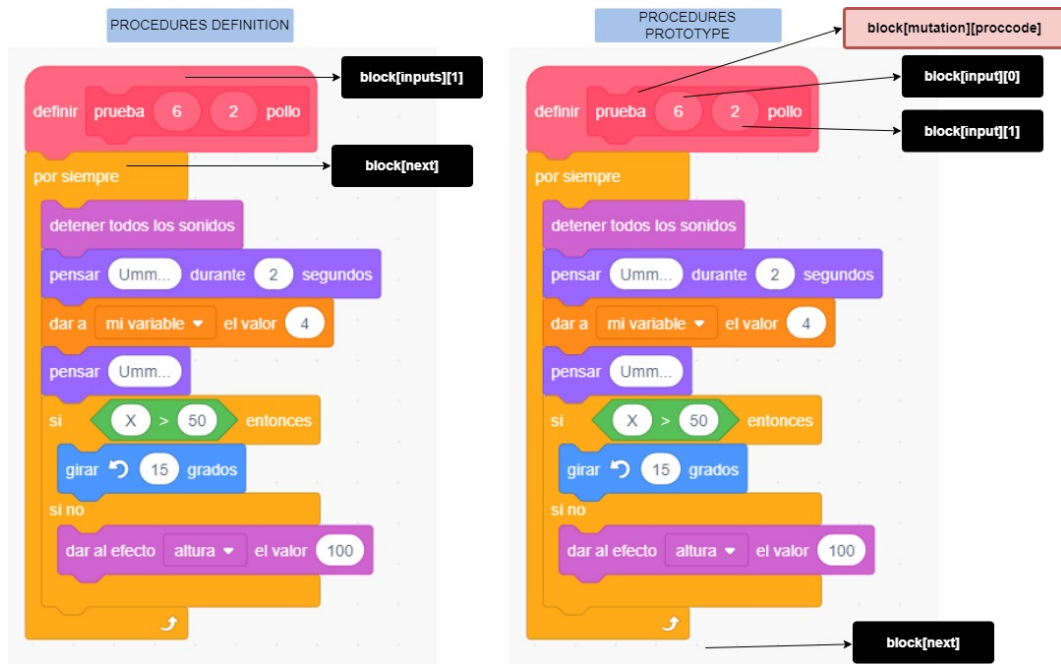 PROCEDURES DEFINITION
block[inputs][1]
definir prueba 6 2 pollo
block[next]
por siempre
detener todos los sonidos
pensar Umm... durante 2 segundos
dar a mi variable el valor 4
pensar Umm...
si X > 50 entonces
girar 15 grados
si no
dar al efecto altura el valor 100
PROCEDURES
PROTOTYPE
block[mutation][proccode]
block[input][0]
definir prueba 6 2 pollo
block[input][1]
por siempre
detener todos los sonidos
pensar Umm... durante 2 segundos
dar a mi variable el valor 4
pensar Umm...
si X > 50 entonces
girar 15 grados
si no
dar al efecto altura el valor 100
block[next]